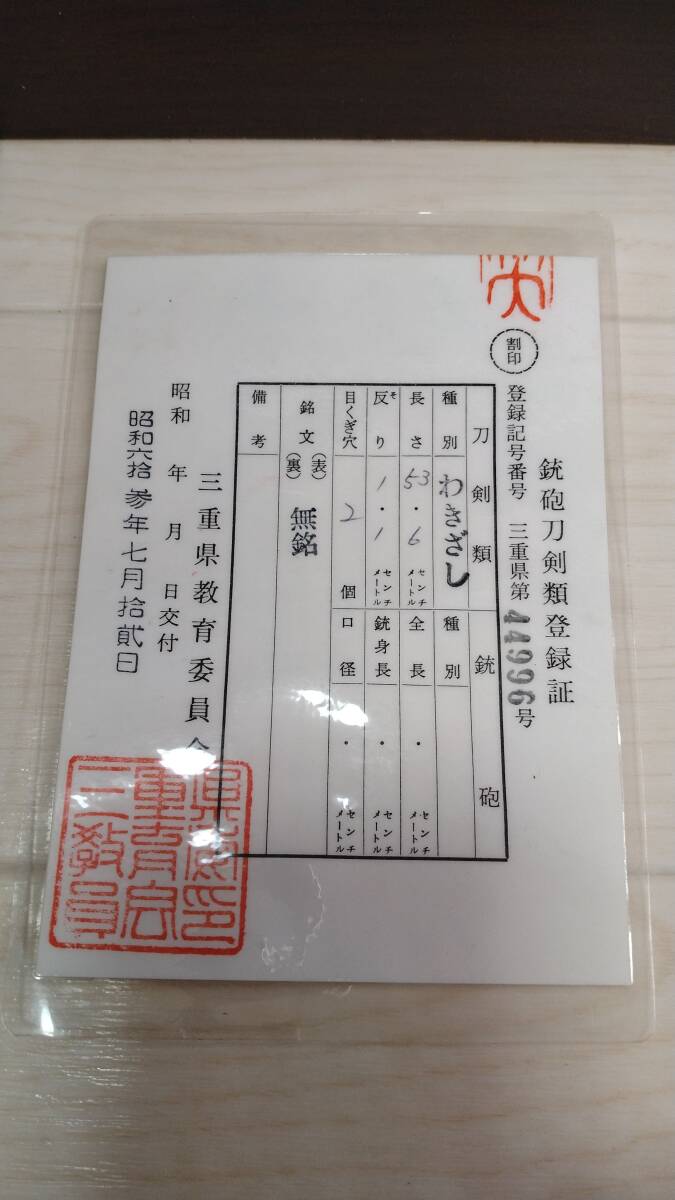 銃砲刀剣類登録証
割印
登録記号番号 三重県第44996号
刀剣類 銃砲
種別 わきざし 種別
長さ 53・6 センチメートル 全長 ・ センチメートル
反り そ 1・1 センチメートル 銃身長 ・ センチメートル
目くぎ穴 2 個 口径 ・ センチメートル
銘文 (表) 無銘
(裏)
備考
三重県教育委員会
昭和 年 月 日交付
昭和六拾参年七月拾貳日